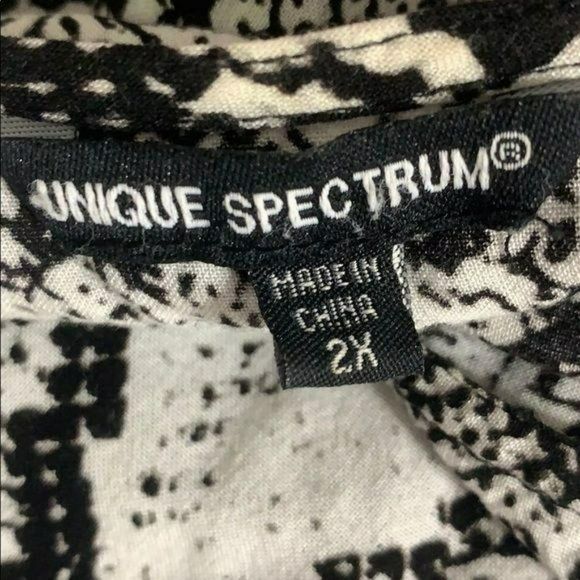 UNIQUE SPECTRUM®
MADE IN
CHINA
2X